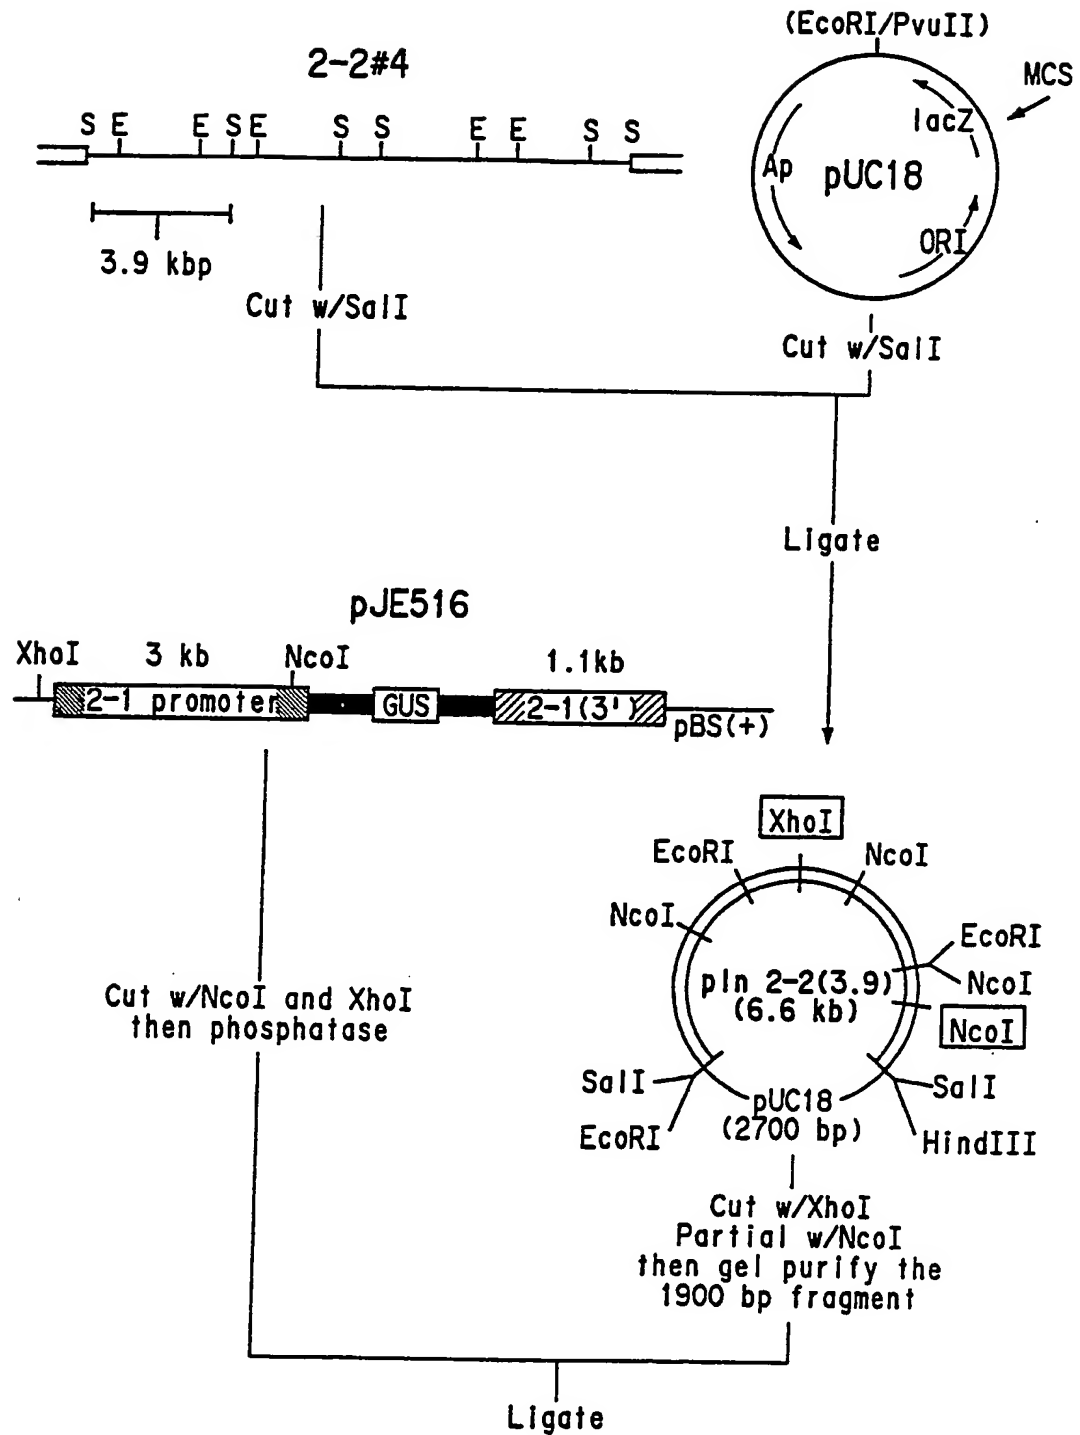 (EcoRI/PvuII)
2-2#4
MCS
S E E S E S S E E S S
lacZ
Ap
pUC18
ORI
3.9 kbp
Cut w/SalI
Cut w/SalI
Ligate
pJE516
XhoI 3 kb NcoI 1.1kb
2-1 promoter GUS 2-1(3')
pBS(+)
XhoI
EcoRI NcoI
NcoI
EcoRI
pIn 2-2(3.9) NcoI
(6.6 kb)
NcoI
Cut w/NcoI and XhoI
then phosphatase
SalI SalI
pUC18
(2700 bp)
EcoRI HindIII
Cut w/XhoI
Partial w/NcoI
then gel purify the
1900 bp fragment
Ligate